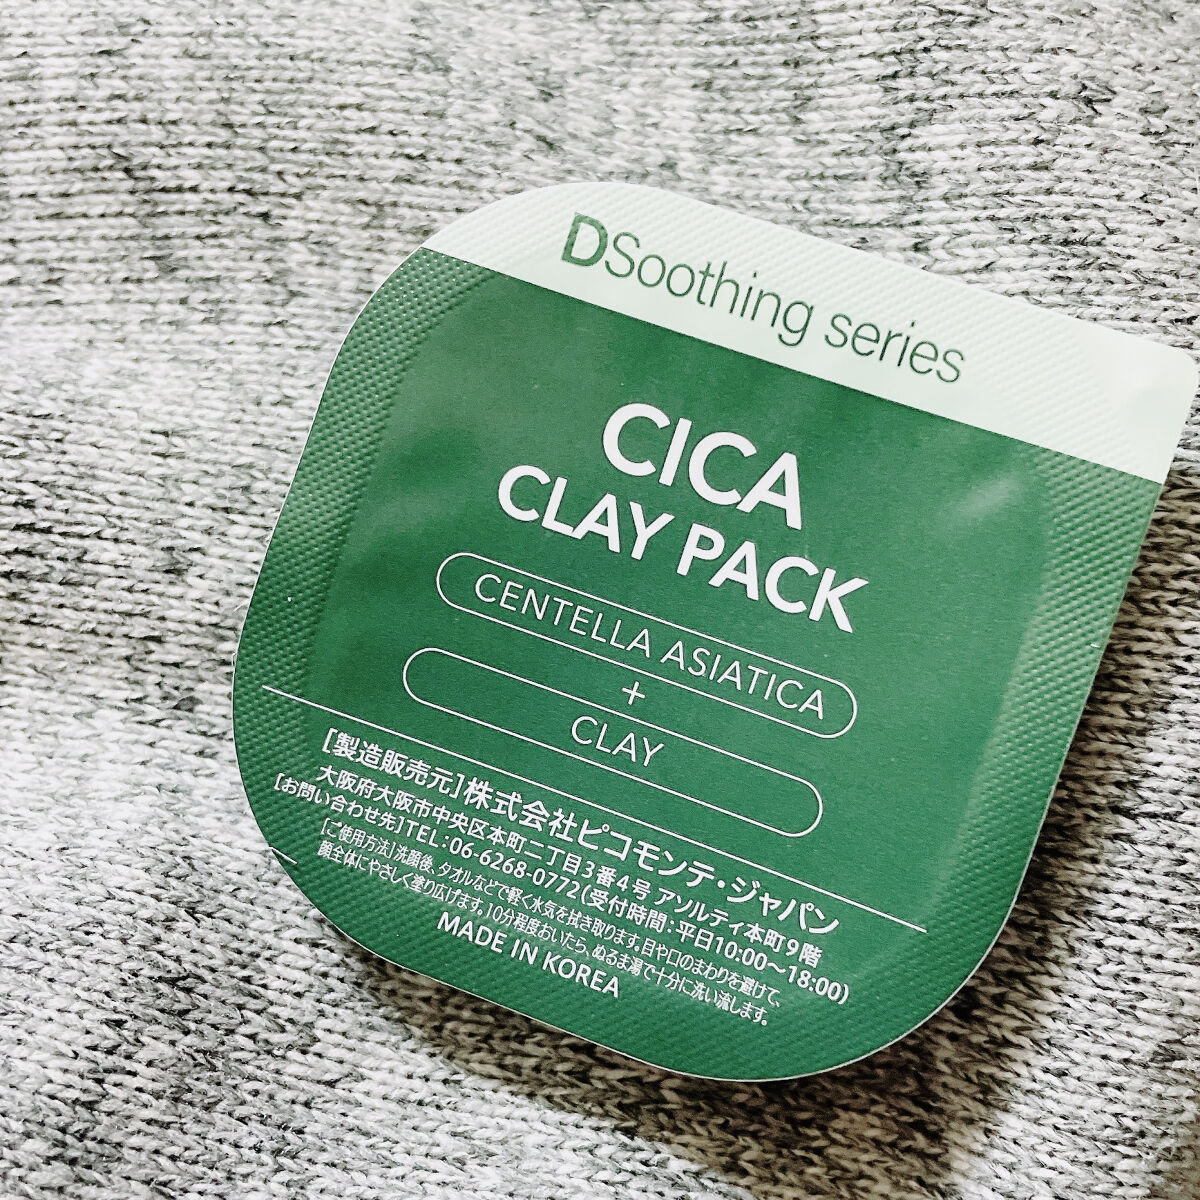 DSoothing series
CICA
CLAY PACK
CENTELLA ASIATICA
+
CLAY
[製造販売元]株式会社ピコモンテ・ジャパン
大阪府大阪市中央区本町二丁目3番4号 アソルティ本町9階
[お問い合わせ先]TEL:06-6268-0772(受付時間:平日10:00〜18:00)
[ご使用方法]洗顔後、タオルなどで軽く水気を拭き取ります。目や口のまわりを避けて、
顔全体にやさしく塗り広げます。10分程度おいたら、ぬるま湯で十分に洗い流します。
MADE IN KOREA